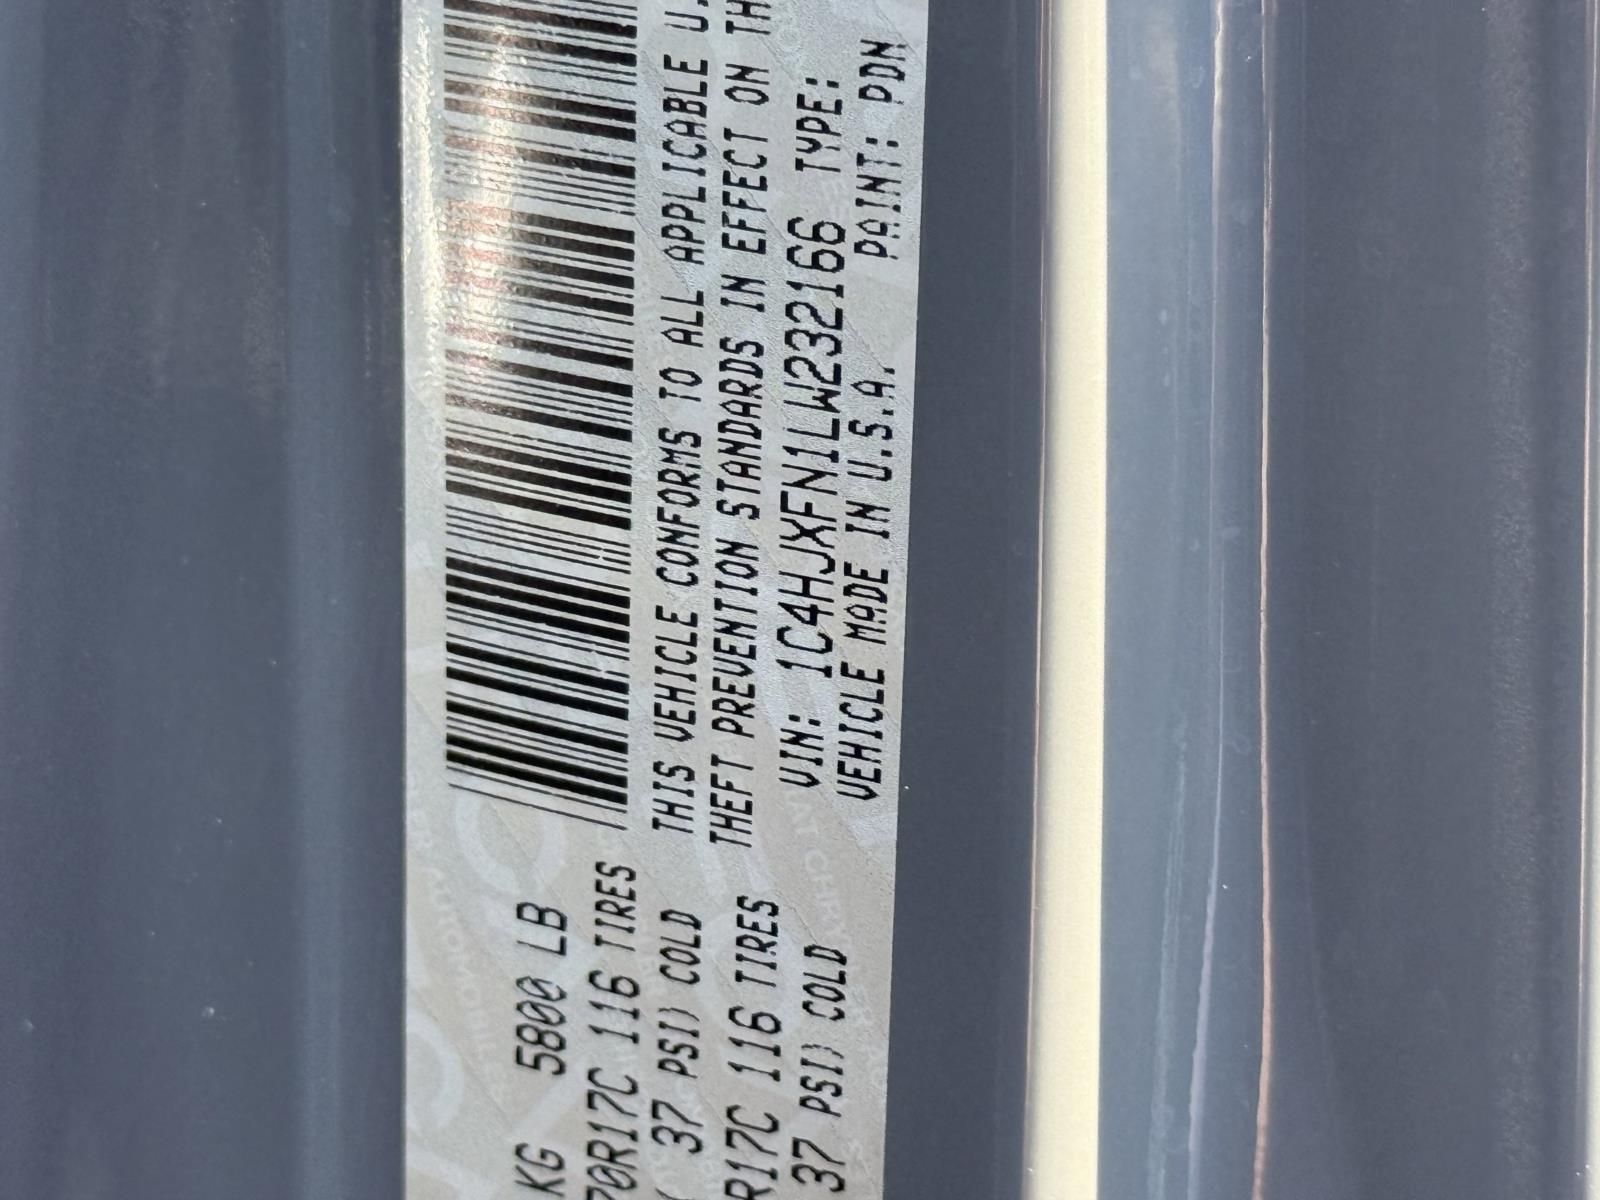 KG 5800 LB
70R17C 116 TIRES
37 PSI) COLD
R17C 116 TIRES
37 PSI) COLD
THIS VEHICLE CONFORMS TO ALL APPLICABLE U.
THEFT PREVENTION STANDARDS IN EFFECT ON TH
VIN: 1C4HJXFN1LW232166 TYPE:
VEHICLE MADE IN U.S.A. PAINT: PDN